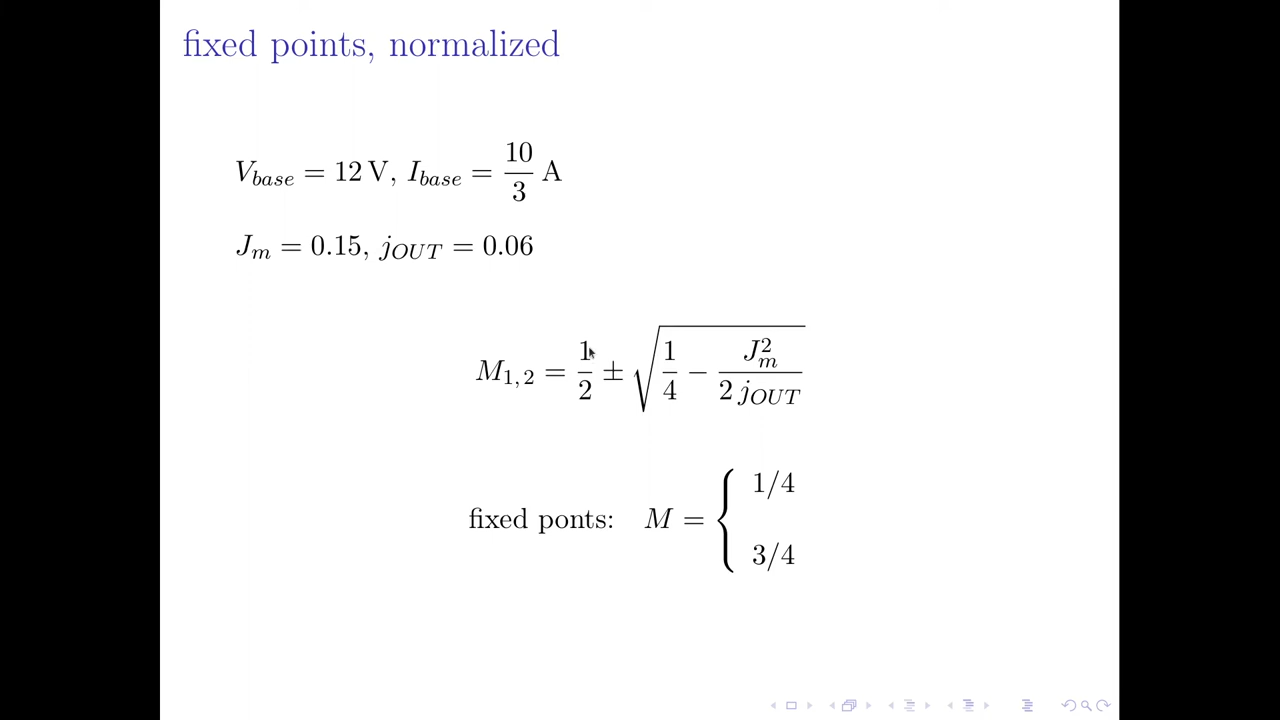 fixed points, normalized
V_base = 12 V, I_base = 10/3 A
J_m = 0.15, j_OUT = 0.06
M_1,2 = 1/2 ± √(1/4 − J_m^2/(2 j_OUT))
fixed ponts: M = { 1/4
3/4